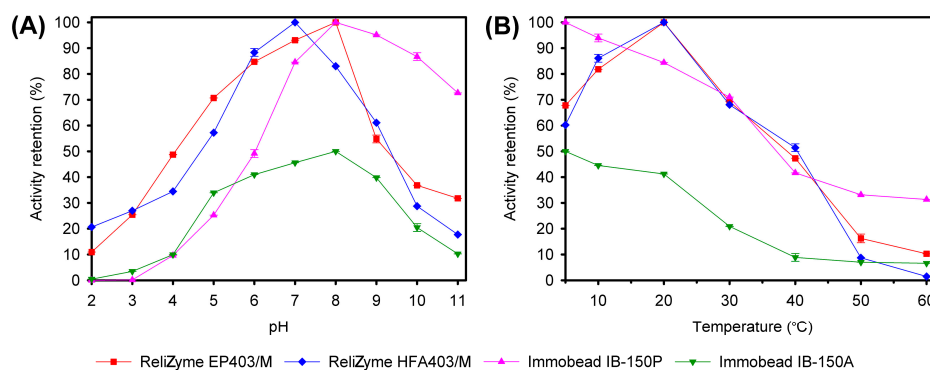 (A)
(B)
Activity retention (%)
100
90
80
70
60
50
40
30
20
10
0
2 3 4 5 6 7 8 9 10 11
pH
Activity retention (%)
100
90
80
70
60
50
40
30
20
10
0
10 20 30 40 50 60
Temperature (°C)
ReliZyme EP403/M ReliZyme HFA403/M Immobead IB-150P Immobead IB-150A